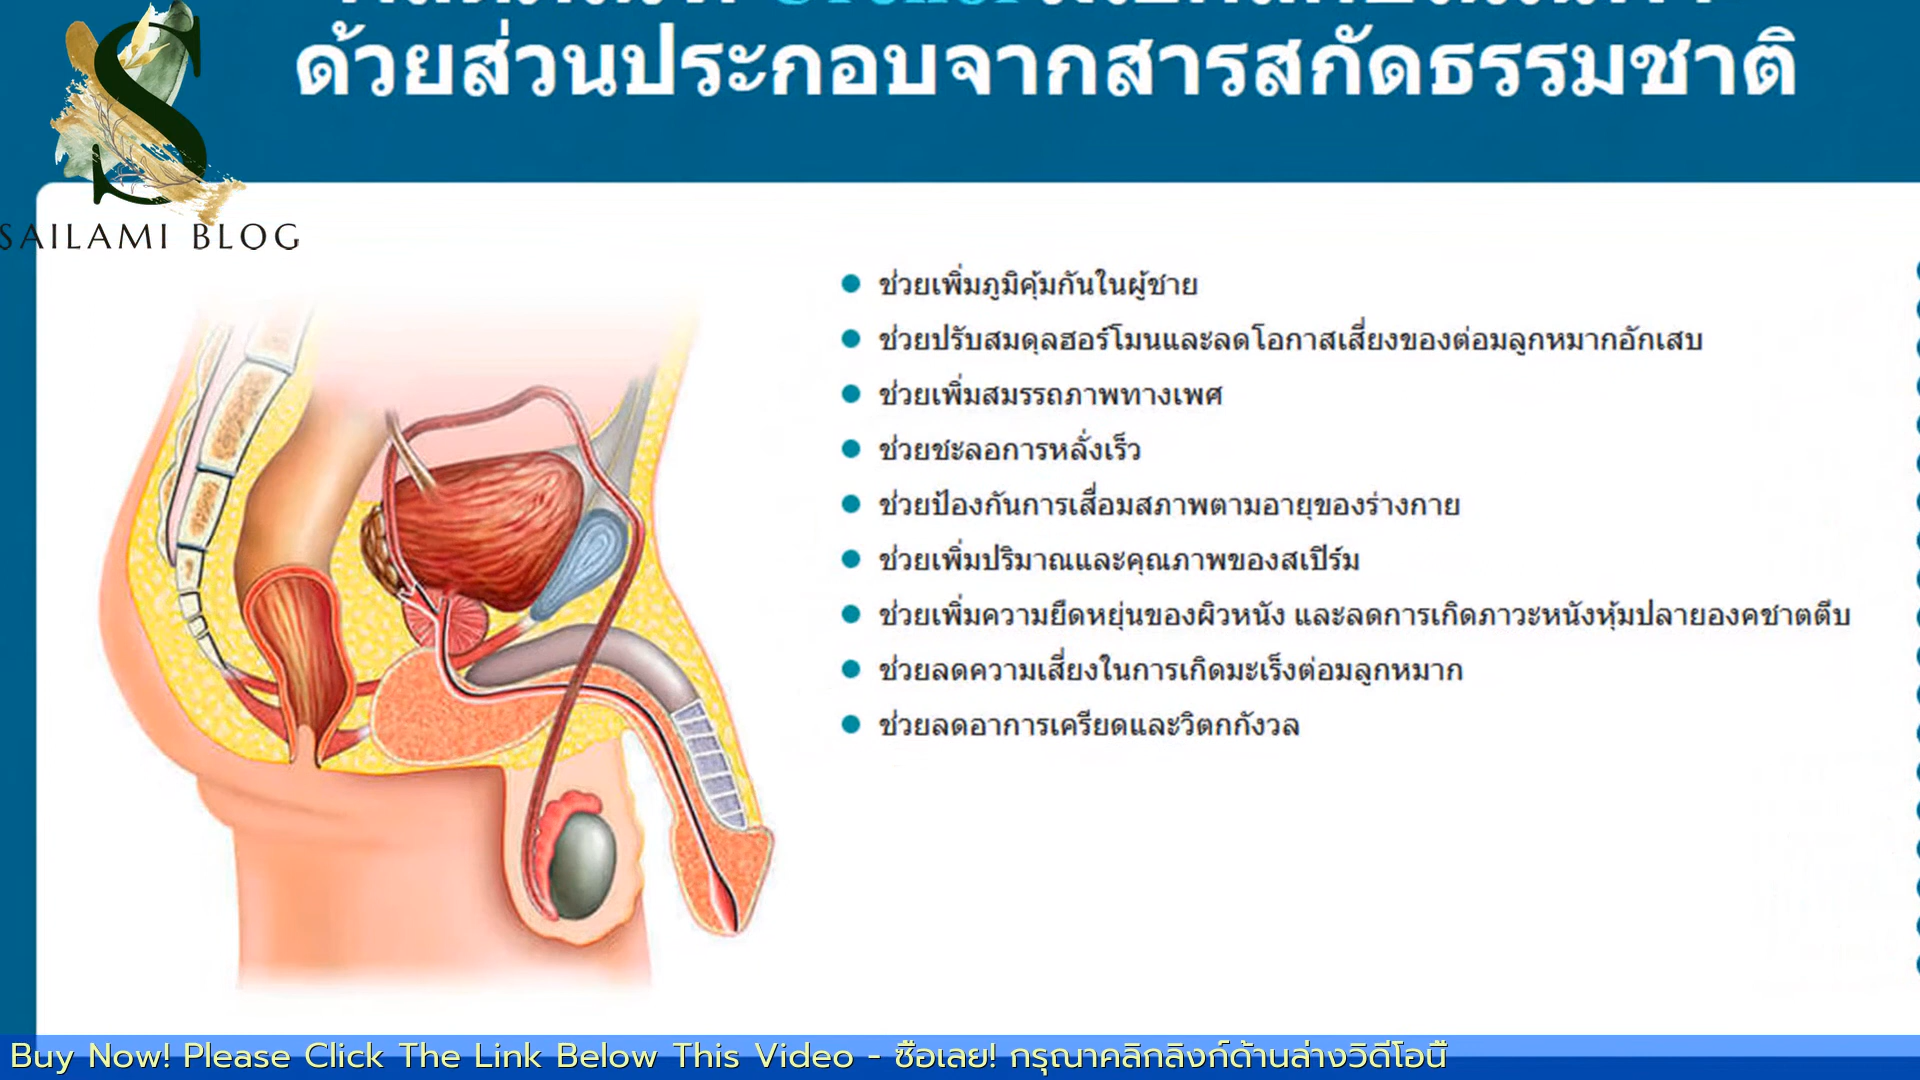 ด้วยส่วนประกอบจากสารสกัดธรรมชาติ
SAILAMI BLOG
ช่วยเพิ่มภูมิคุ้มกันในผู้ชาย
ช่วยปรับสมดุลฮอร์โมนและลดโอกาสเสี่ยงของต่อมลูกหมากอักเสบ
ช่วยเพิ่มสมรรถภาพทางเพศ
ช่วยชะลอการหลั่งเร็ว
ช่วยป้องกันการเสื่อมสภาพตามอายุของร่างกาย
ช่วยเพิ่มปริมาณและคุณภาพของสเปิร์ม
ช่วยเพิ่มความยืดหยุ่นของผิวหนัง และลดการเกิดภาวะหนังหุ้มปลายองคชาตตีบ
ช่วยลดความเสี่ยงในการเกิดมะเร็งต่อมลูกหมาก
ช่วยลดอาการเครียดและวิตกกังวล
Buy Now! Please Click The Link Below This Video - ซื้อเลย! กรุณาคลิกลิงก์ด้านล่างวิดีโอนี้